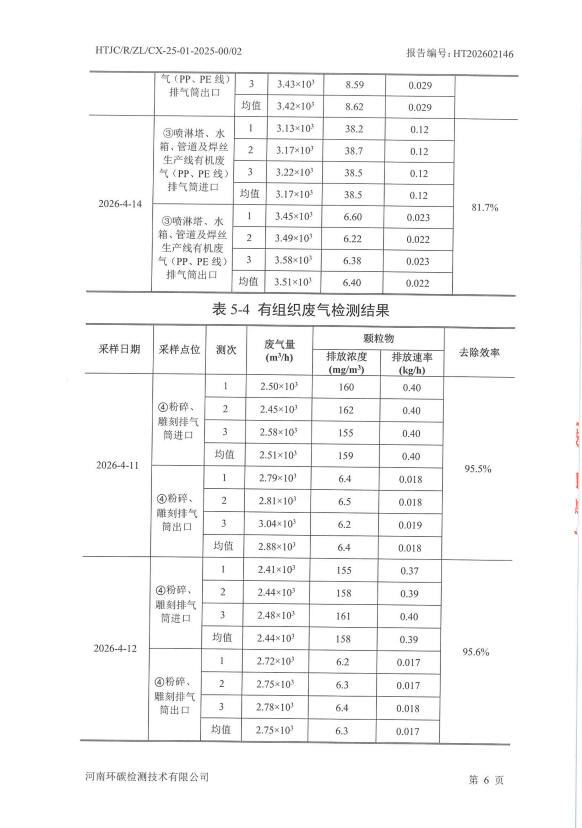 HTJC/R/ZL/CX-25-01-2025-00/02 报告编号: HT202602146
气（PP、PE 线） 3 3.43×10³ 8.59 0.029
排气筒出口 均值 3.42×10³ 8.62 0.029
2026-4-14 ③喷淋塔、水箱、管道及焊丝生产线有机废气（PP、PE 线）排气筒进口 1 3.13×10³ 38.2 0.12 81.7%
2 3.17×10³ 38.7 0.12
3 3.22×10³ 38.5 0.12
均值 3.17×10³ 38.5 0.12
③喷淋塔、水箱、管道及焊丝生产线有机废气（PP、PE 线）排气筒出口 1 3.45×10³ 6.60 0.023
2 3.49×10³ 6.22 0.022
3 3.58×10³ 6.38 0.023
均值 3.51×10³ 6.40 0.022
表 5-4 有组织废气检测结果
采样日期 采样点位 测次 废气量(m³/h) 颗粒物 去除效率
排放浓度(mg/m³) 排放速率(kg/h)
2026-4-11 ④粉碎、雕刻排气筒进口 1 2.50×10³ 160 0.40 95.5%
2 2.45×10³ 162 0.40
3 2.58×10³ 155 0.40
均值 2.51×10³ 159 0.40
④粉碎、雕刻排气筒出口 1 2.79×10³ 6.4 0.018
2 2.81×10³ 6.5 0.018
3 3.04×10³ 6.2 0.019
均值 2.88×10³ 6.4 0.018
2026-4-12 ④粉碎、雕刻排气筒进口 1 2.41×10³ 155 0.37 95.6%
2 2.44×10³ 158 0.39
3 2.48×10³ 161 0.40
均值 2.44×10³ 158 0.39
④粉碎、雕刻排气筒出口 1 2.72×10³ 6.2 0.017
2 2.75×10³ 6.3 0.017
3 2.78×10³ 6.4 0.018
均值 2.75×10³ 6.3 0.017
河南环碳检测技术有限公司 第 6 页